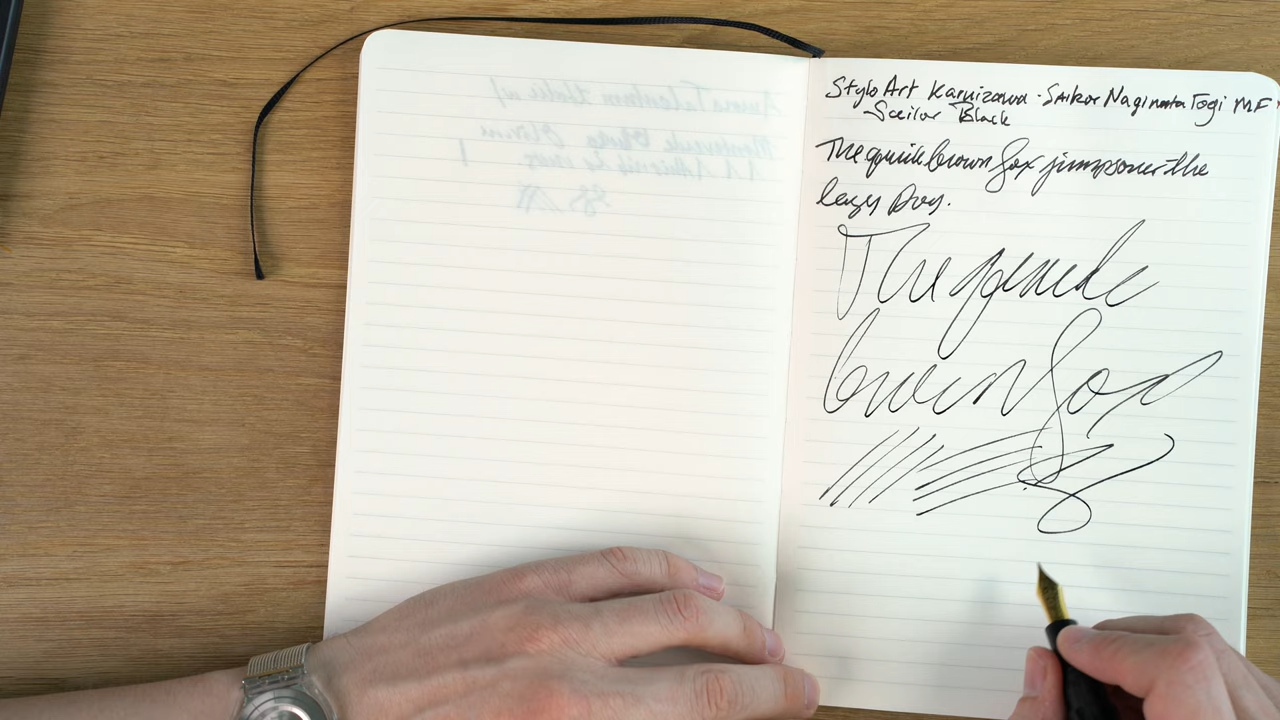 Stylo Art Karuizawa - Sailor Naginata Togi MF
Sailor Black
The quick brown fox jumps over the
lazy Dog.
The quick
brown fox